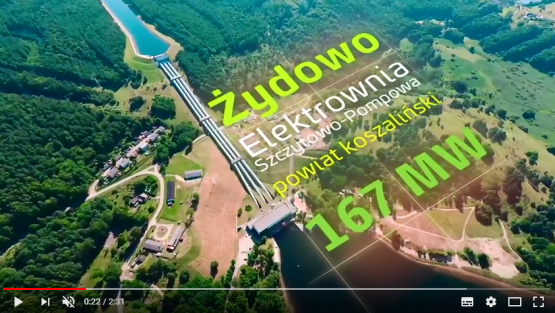 Żydowo
Elektrownia
Szczytowo-Pompowa
powiat koszaliński
167 MW
0:22 / 2:31